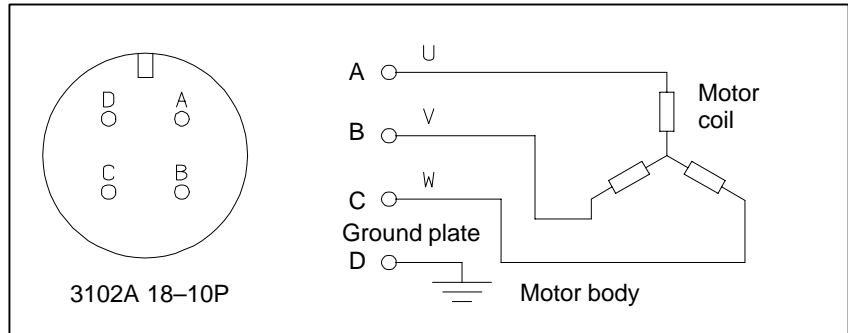 D A
C B
3102A 18–10P
A U
B V
C W
Ground plate
D
Motor
coil
Motor body